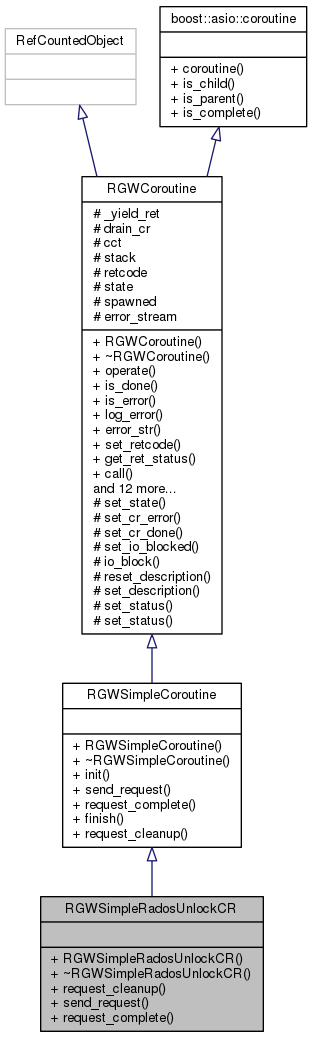 RefCountedObject
boost::asio::coroutine
+ coroutine()
+ is_child()
+ is_parent()
+ is_complete()
RGWCoroutine
# _yield_ret
# drain_cr
# cct
# stack
# retcode
# state
# spawned
# error_stream
+ RGWCoroutine()
+ ~RGWCoroutine()
+ operate()
+ is_done()
+ is_error()
+ log_error()
+ error_str()
+ set_retcode()
+ get_ret_status()
+ call()
and 12 more...
# set_state()
# set_cr_error()
# set_cr_done()
# set_io_blocked()
# io_block()
# reset_description()
# set_description()
# set_status()
# set_status()
RGWSimpleCoroutine
+ RGWSimpleCoroutine()
+ ~RGWSimpleCoroutine()
+ init()
+ send_request()
+ request_complete()
+ finish()
+ request_cleanup()
RGWSimpleRadosUnlockCR
+ RGWSimpleRadosUnlockCR()
+ ~RGWSimpleRadosUnlockCR()
+ request_cleanup()
+ send_request()
+ request_complete()